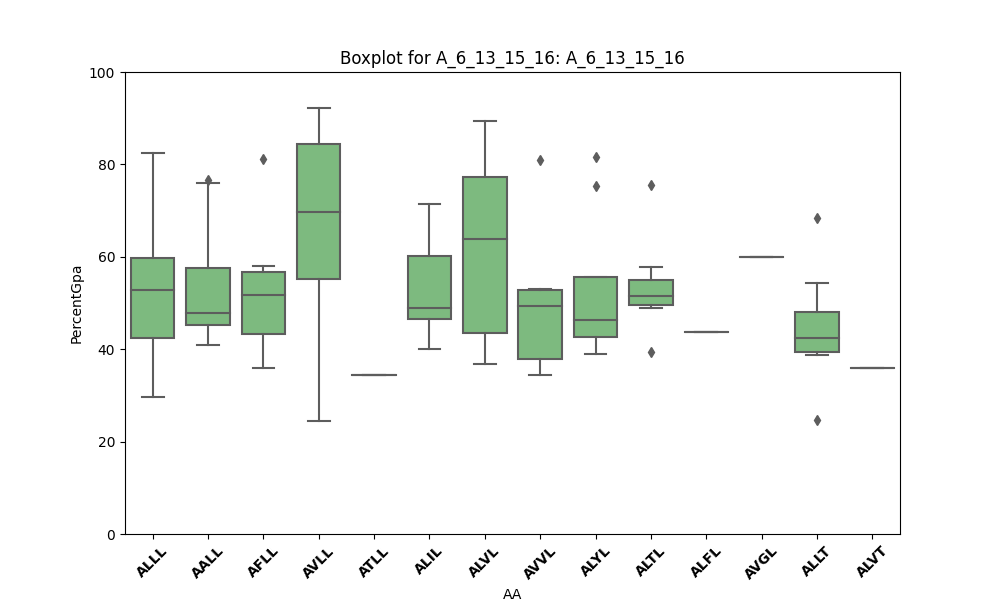 Boxplot for A_6_13_15_16: A_6_13_15_16
100
80
60
40
20
0
PercentGpa
ALLL
AALL
AFLL
AVLL
ATLL
ALIL
ALVL
AVVL
ALYL
ALTL
ALFL
AVGL
ALLT
ALVT
AA